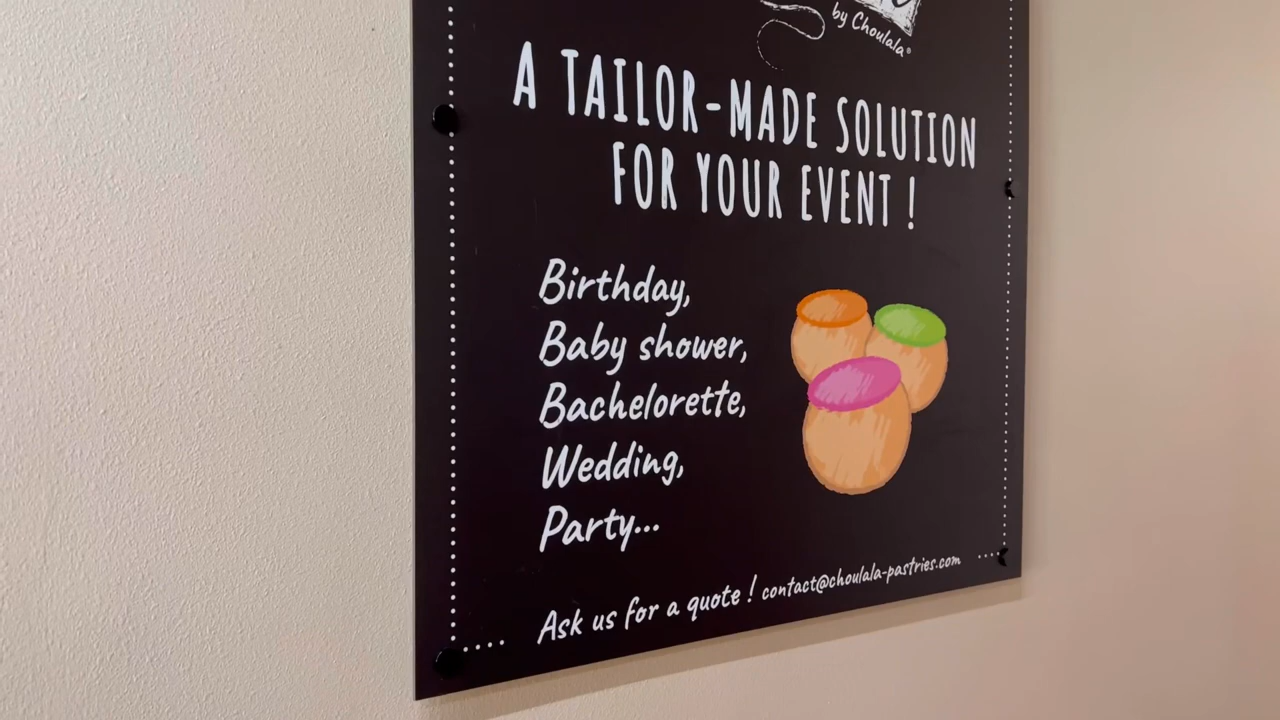 by Choulala®
A TAILOR-MADE SOLUTION
FOR YOUR EVENT !
Birthday,
Baby shower,
Bachelorette,
Wedding,
Party...
Ask us for a quote ! contact@choulala-pastries.com